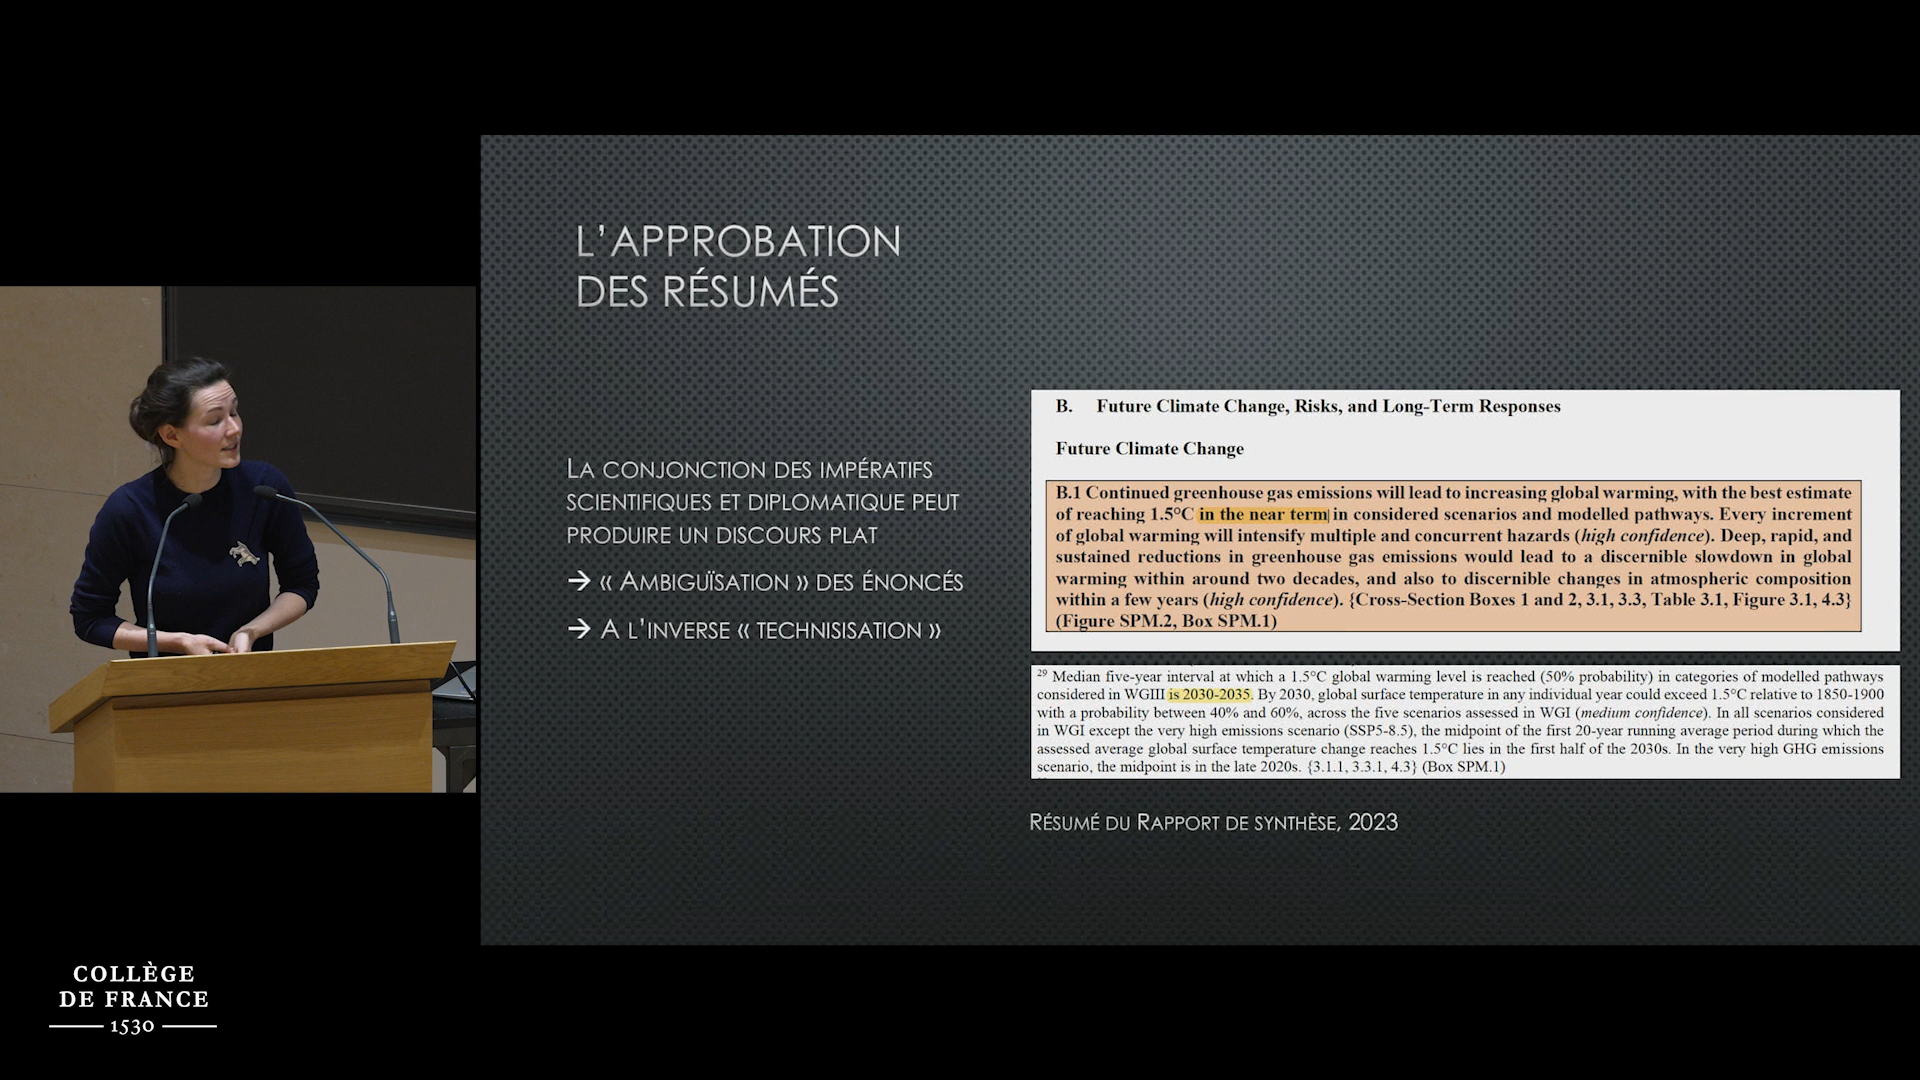 L'APPROBATION
DES RÉSUMÉS
LA CONJONCTION DES IMPÉRATIFS
SCIENTIFIQUES ET DIPLOMATIQUE PEUT
PRODUIRE UN DISCOURS PLAT
→ « AMBIGUÏSATION » DES ÉNONCÉS
→ A L'INVERSE « TECHNISISATION »
B. Future Climate Change, Risks, and Long-Term Responses
Future Climate Change
B.1 Continued greenhouse gas emissions will lead to increasing global warming, with the best estimate
of reaching 1.5°C in the near term in considered scenarios and modelled pathways. Every increment
of global warming will intensify multiple and concurrent hazards (high confidence). Deep, rapid, and
sustained reductions in greenhouse gas emissions would lead to a discernible slowdown in global
warming within around two decades, and also to discernible changes in atmospheric composition
within a few years (high confidence). {Cross-Section Boxes 1 and 2, 3.1, 3.3, Table 3.1, Figure 3.1, 4.3}
(Figure SPM.2, Box SPM.1)
29 Median five-year interval at which a 1.5°C global warming level is reached (50% probability) in categories of modelled pathways
considered in WGIII is 2030-2035. By 2030, global surface temperature in any individual year could exceed 1.5°C relative to 1850-1900
with a probability between 40% and 60%, across the five scenarios assessed in WGI (medium confidence). In all scenarios considered
in WGI except the very high emissions scenario (SSP5-8.5), the midpoint of the first 20-year running average period during which the
assessed average global surface temperature change reaches 1.5°C lies in the first half of the 2030s. In the very high GHG emissions
scenario, the midpoint is in the late 2020s. {3.1.1, 3.3.1, 4.3} (Box SPM.1)
RÉSUMÉ DU RAPPORT DE SYNTHÈSE, 2023
COLLÈGE
DE FRANCE
1530